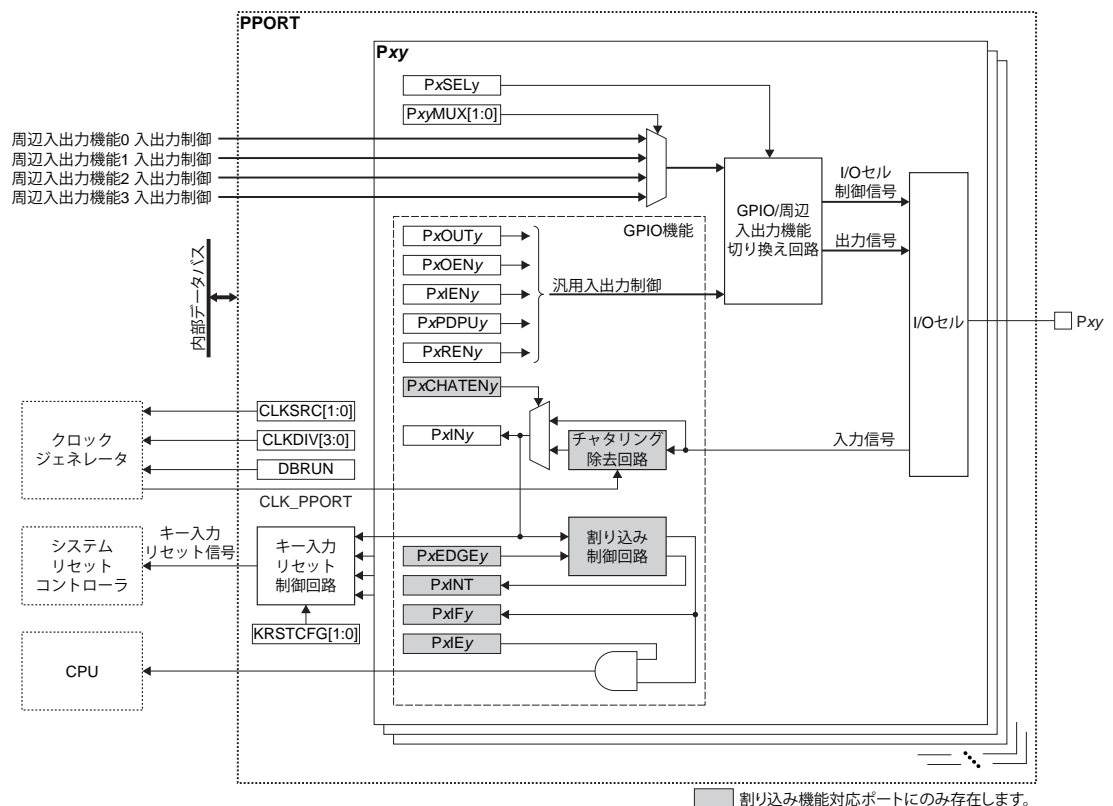 PPORT
Pxy
PxSELy
PxyMUX[1:0]
周辺入出力機能0 入出力制御
周辺入出力機能1 入出力制御
周辺入出力機能2 入出力制御
周辺入出力機能3 入出力制御
GPIO/周辺
入出力機能
切り換え回路
I/Oセル
制御信号
出力信号
I/Oセル
Pxy
GPIO機能
PxOUTy
PxOENy
PxIENy
PxPDPUy
PxRENy
汎用入出力制御
内部データバス
PxCHATENy
PxINy
チャタリング
除去回路
入力信号
クロック
ジェネレータ
CLKSRC[1:0]
CLKDIV[3:0]
DBRUN
CLK_PPORT
システム
リセット
コントローラ
キー入力
リセット信号
キー入力
リセット
制御回路
KRSTCFG[1:0]
割り込み
制御回路
PxEDGEy
PxINT
PxIFy
PxIEy
CPU
割り込み機能対応ポートにのみ存在します。